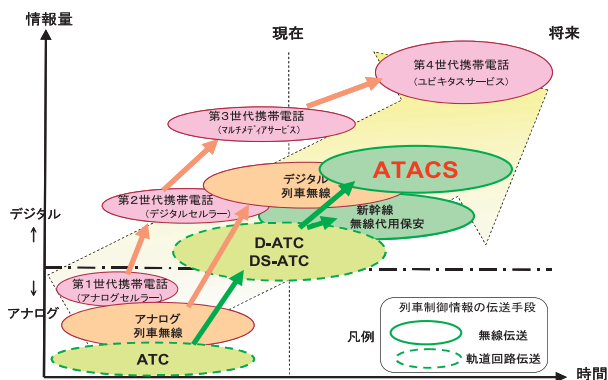 情報量
現在
将来
第4世代携帯電話
(ユビキタスサービス)
第3世代携帯電話
(マルチメディアサービス)
デジタル
列車無線
ATACS
第2世代携帯電話
(デジタルセルラー)
新幹線
無線代用保安
デジタル
↑
D-ATC
DS-ATC
↓
アナログ
第1世代携帯電話
(アナログセルラー)
アナログ
列車無線
ATC
列車制御情報の伝送手段
凡例
無線伝送
軌道回路伝送
時間